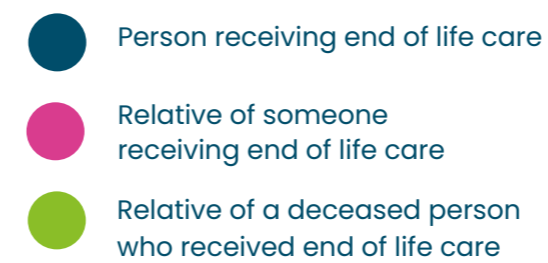 Person receiving end of life care
Relative of someone
receiving end of life care
Relative of a deceased person
who received end of life care